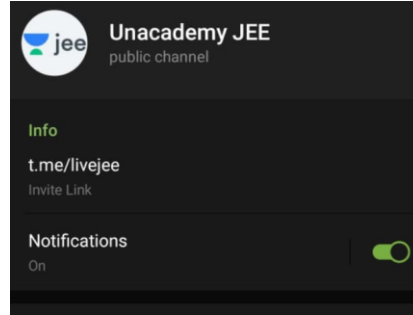 jee
Unacademy JEE
public channel
Info
t.me/livejee
Invite Link
Notifications
On